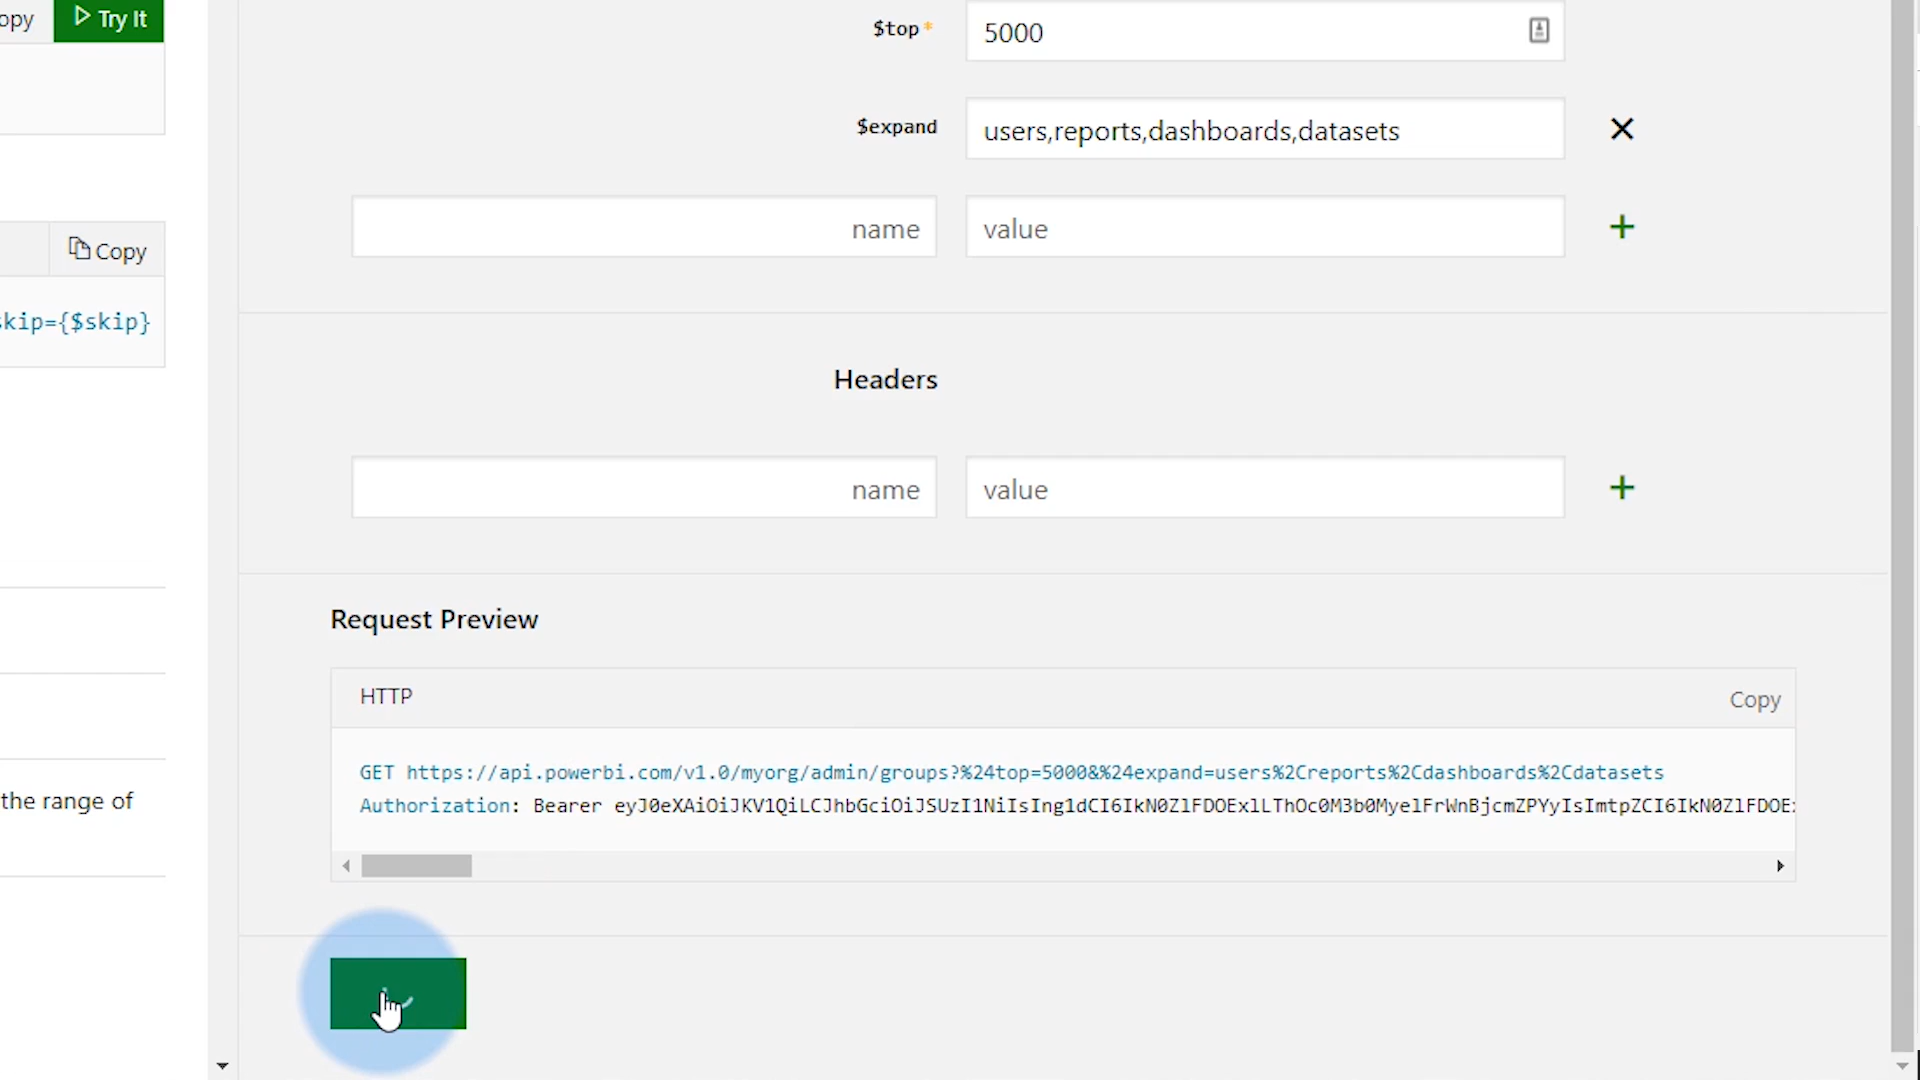 opy
Try It
$top*
5000
$expand
users,reports,dashboards,datasets
name
value
Copy
skip={$skip}
Headers
name
value
Request Preview
HTTP
Copy
GET https://api.powerbi.com/v1.0/myorg/admin/groups?%24top=5000&%24expand=users%2Creports%2Cdashboards%2Cdatasets
Authorization: Bearer
the range of